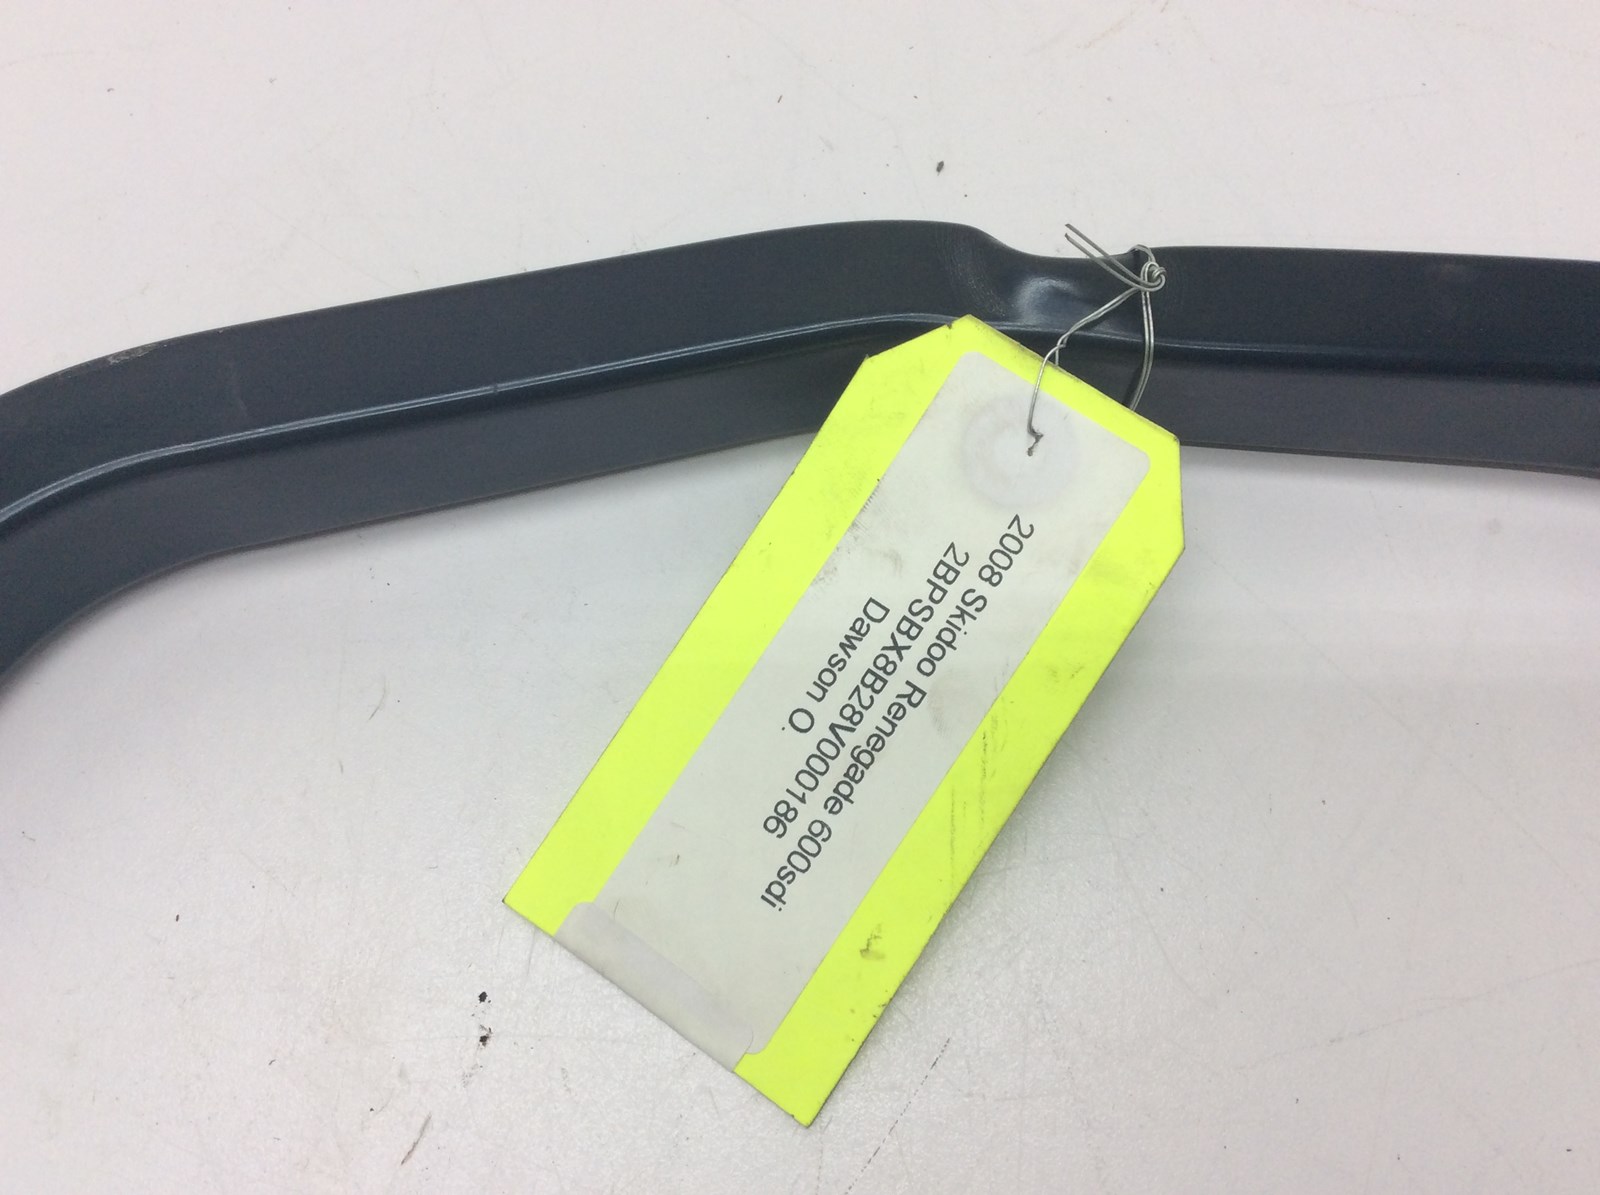 2008 Skidoo Renegade 600sdi
2BPSBX8B28V000186
Dawson O.